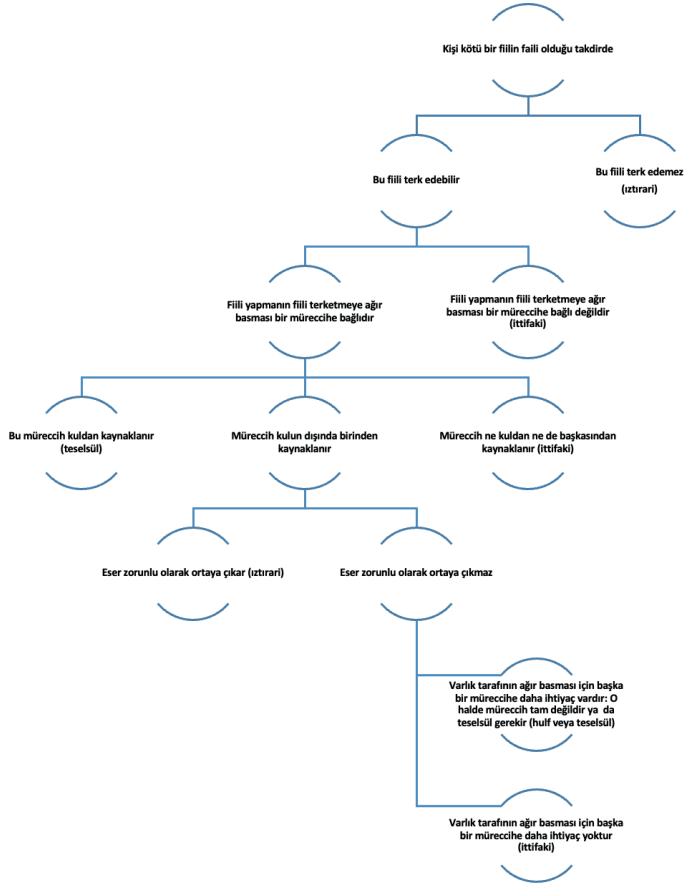 Kişi kötü bir fiilin faili olduğu takdirde
Bu fiili terk edebilir
Bu fiili terk edemez
(ıztırari)
Fiili yapmanın fiili terketmeye ağır
basması bir müreccihe bağlıdır
Fiili yapmanın fiili terketmeye ağır
basması bir müreccihe bağlı değildir
(ittifaki)
Bu müreccih kuldan kaynaklanır
(teselsül)
Müreccih kulun dışında birinden
kaynaklanır
Müreccih ne kuldan ne de başkasından
kaynaklanır (ittifaki)
Eser zorunlu olarak ortaya çıkar (ıztırari)
Eser zorunlu olarak ortaya çıkmaz
Varlık tarafının ağır basması için başka
bir müreccihe daha ihtiyaç vardır: O
halde müreccih tam değildir ya da
teselsül gerekir (hulf veya teselsül)
Varlık tarafının ağır basması için başka
bir müreccihe daha ihtiyaç yoktur
(ittifaki)